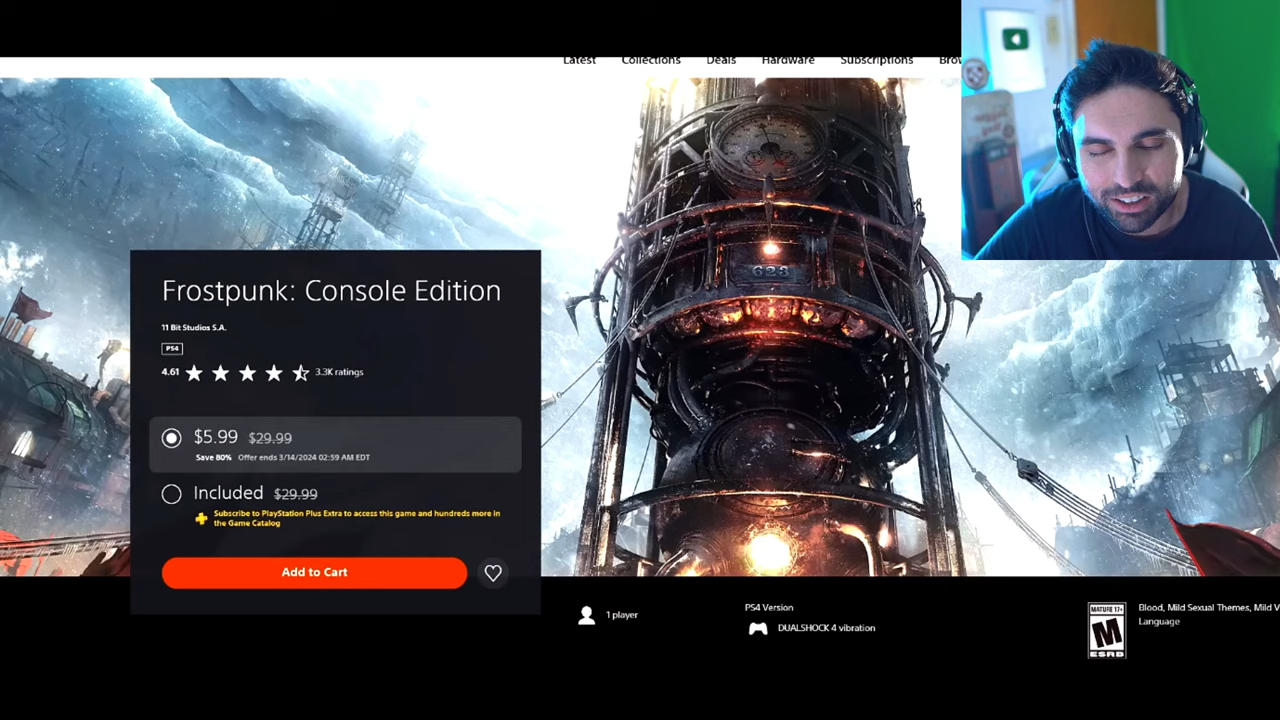 Latest Collections Deals Hardware Subscriptions
623
Frostpunk: Console Edition
11 Bit Studios S.A.
PS4
4.61 3.3K ratings
$5.99 $29.99
Save 80% Offer ends 3/14/2024 02:59 AM EDT
Included $29.99
Subscribe to PlayStation Plus Extra to access this game and hundreds more in
the Game Catalog
Add to Cart
1 player
PS4 Version
DUALSHOCK 4 vibration
MATURE 17+
M
ESRB
Blood, Mild Sexual Themes, Mild V
Language